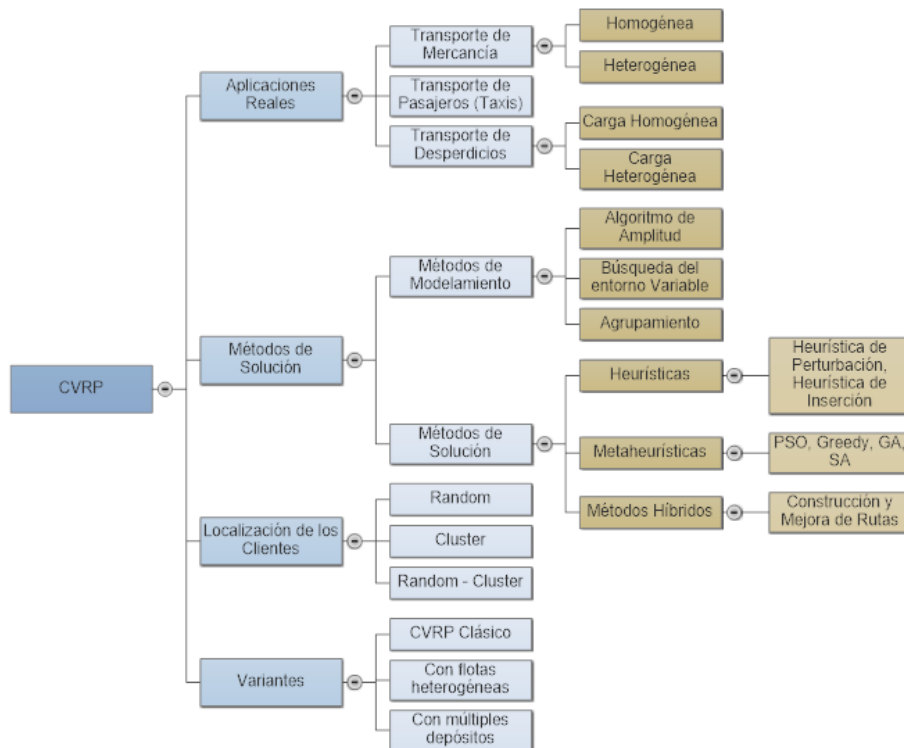 CVRP
Aplicaciones
Reales
Transporte de
Mercancía
Homogénea
Heterogénea
Transporte de
Pasajeros (Taxis)
Transporte de
Desperdicios
Carga Homogénea
Carga
Heterogénea
Métodos de
Solución
Métodos de
Modelamiento
Algoritmo de
Amplitud
Búsqueda del
entorno Variable
Agrupamiento
Métodos de
Solución
Heurísticas
Heurística de
Perturbación,
Heurística de
Inserción
Metaheurísticas
PSO, Greedy, GA,
SA
Métodos Híbridos
Construcción y
Mejora de Rutas
Localización de los
Clientes
Random
Cluster
Random - Cluster
Variantes
CVRP Clásico
Con flotas
heterogéneas
Con múltiples
depósitos